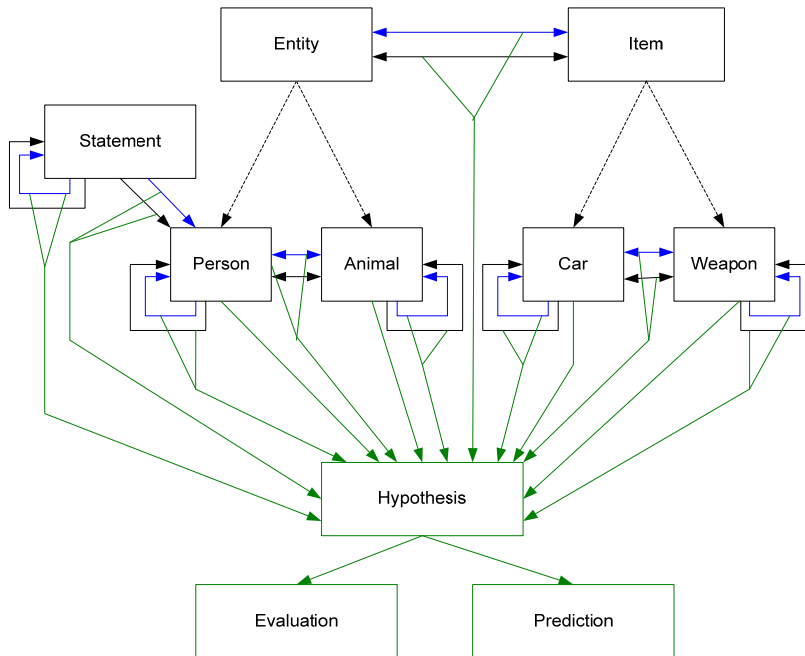 Entity
Item
Statement
Person
Animal
Car
Weapon
Hypothesis
Evaluation
Prediction